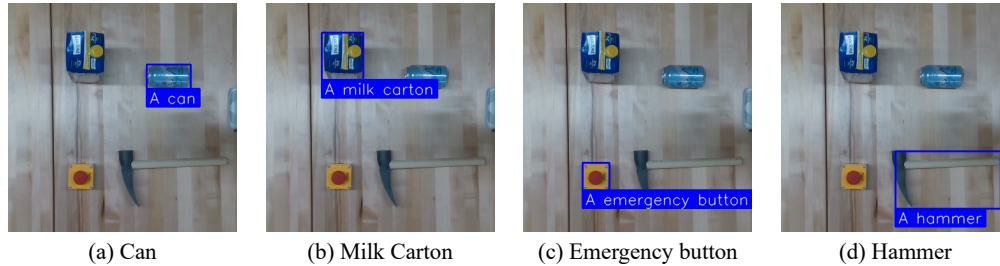 A can
A milk carton
A emergency button
A hammer
(a) Can
(b) Milk Carton
(c) Emergency button
(d) Hammer